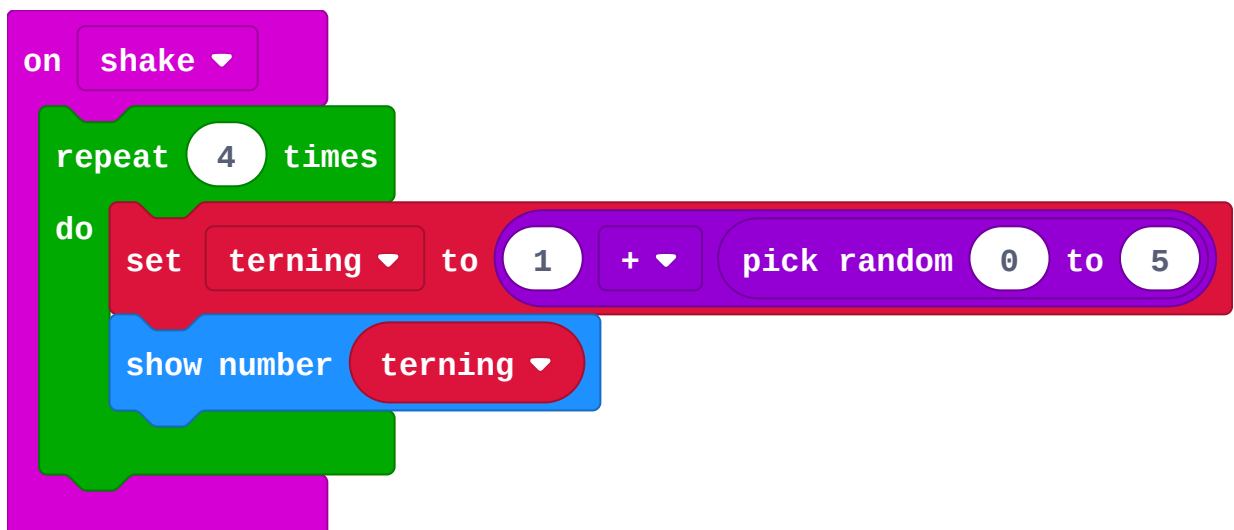 on shake
repeat 4 times
do
set terning to 1 + pick random 0 to 5
show number terning